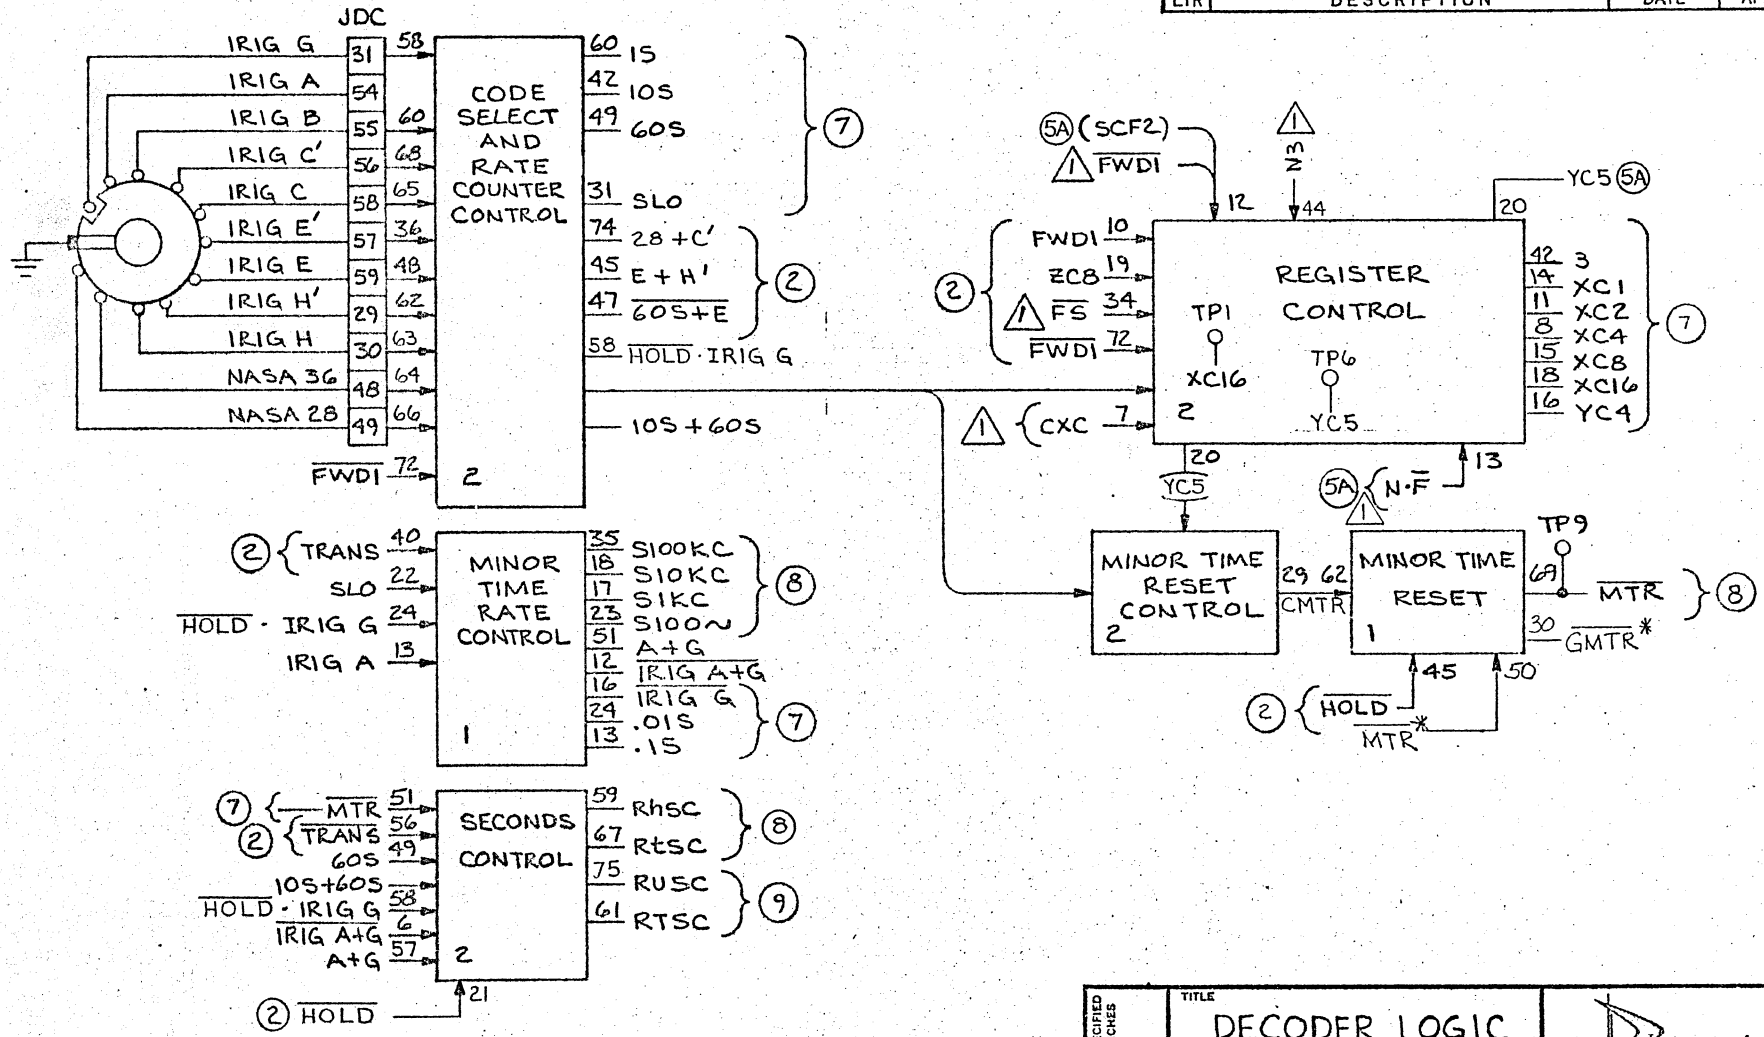 LTR DESCRIPTION DATE
JDC
IRIG G 31 58
IRIG A 54
IRIG B 55 60
IRIG C' 56 68
IRIG C 58 65
IRIG E' 57 36
IRIG E 59 48
IRIG H' 29 62
IRIG H 30 63
NASA 36 48 64
NASA 28 49 66
FWD1 72
CODE
SELECT
AND
RATE
COUNTER
CONTROL
2
60 1S
42 10S
49 60S
31 SLO
7
74 28+C'
45 E+H'
47 60S+E
2
58 HOLD·IRIG G
10S+60S
2 TRANS 40
SLO 22
HOLD · IRIG G 24
IRIG A 13
MINOR
TIME
RATE
CONTROL
1
35 S100KC
18 S10KC
17 S1KC
23 S100~
8
51 A+G
12 IRIG A+G
16 IRIG G
24 .01S
13 .1S
7
7 MTR 51
2 TRANS 56
60S 49
10S+60S
HOLD·IRIG G 58
IRIG A+G 6
A+G 57
SECONDS
CONTROL
2
59 RhSC
67 RtSC
8
75 RUSC
61 RTSC
9
21
2 HOLD
5A (SCF2)
1 FWD1
12
1
N3
44
YC5 5A
20
2
FWD1 10
ZC8 19
1 FS 34
FWD1 72
1 CXC 7
REGISTER
CONTROL
TP1
XC16
TP6
YC5
2
42 3
14 XC1
11 XC2
8 XC4
15 XC8
18 XC16
16 YC4
7
20
YC5
5A N·F 13
1
MINOR TIME
RESET
CONTROL
2
29 62
CMTR
MINOR TIME
RESET
1
TP9
69 MTR
8
30 GMTR*
45 50
2 HOLD
MTR*
TITLE
DECODER LOGIC